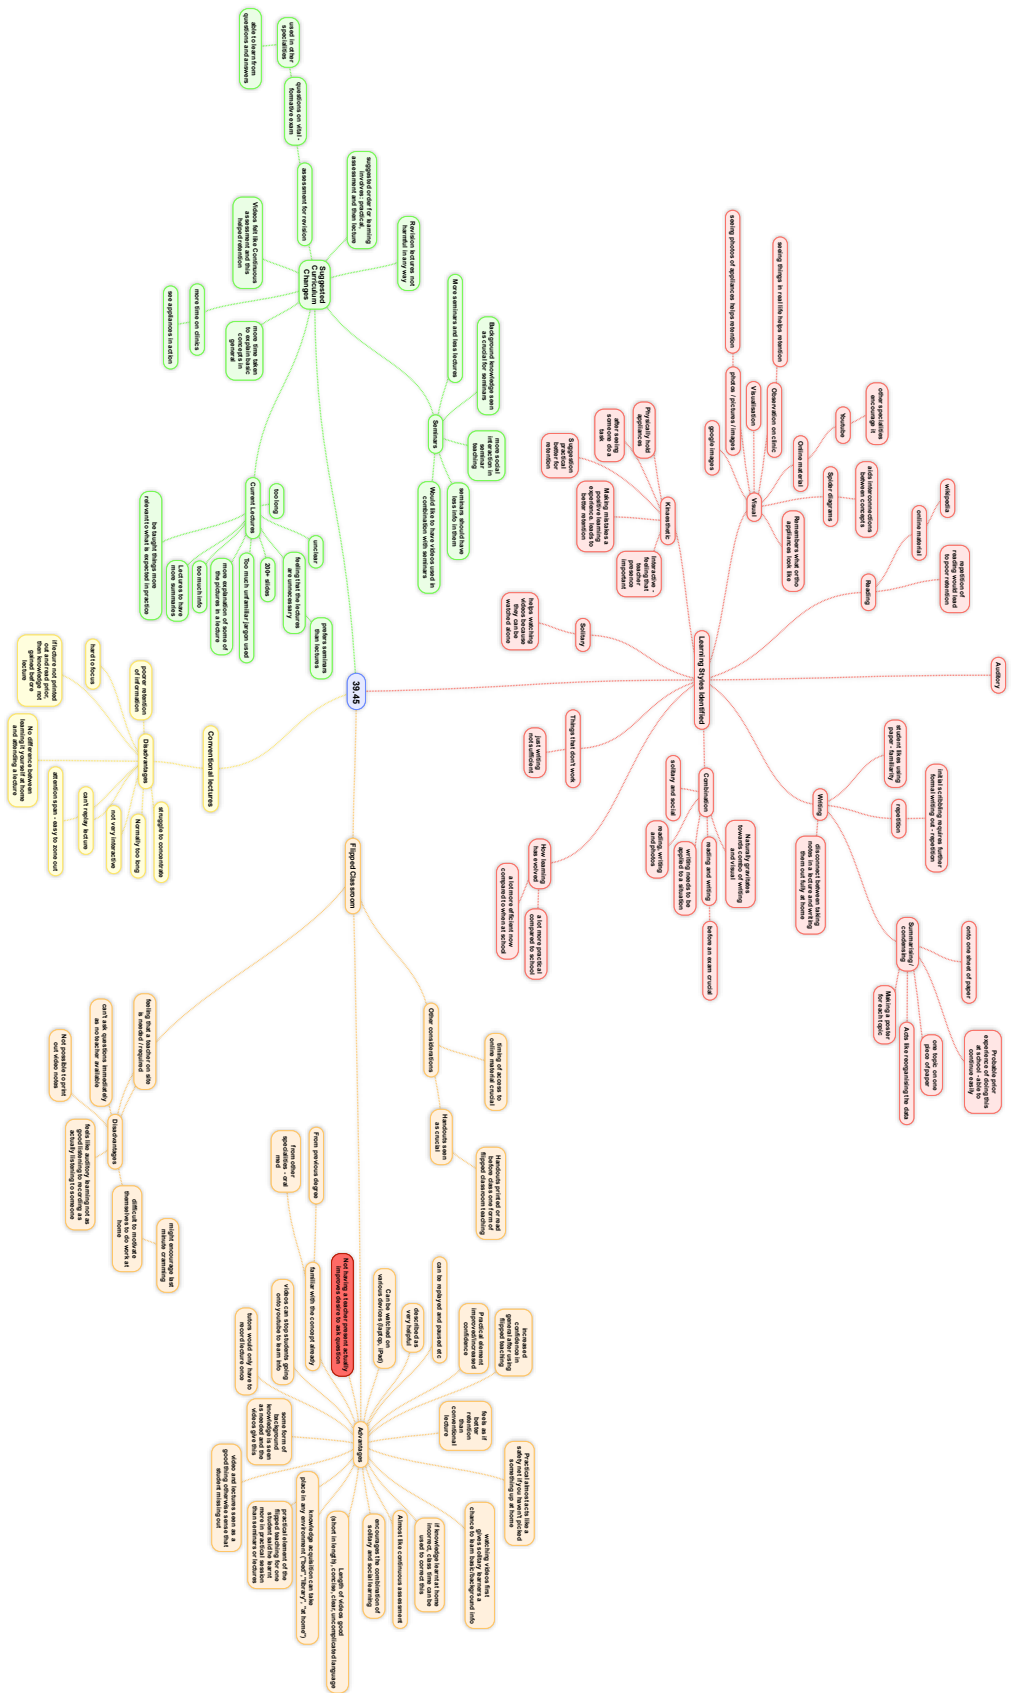 39.45
Learning Styles Identified
Auditory
Reading
repetition of
reading would lead
to poor retention
online material
wikipedia
Visual
Remembers what ortho
appliances look like
Spider diagrams
aids interconnections
between concepts
Online material
Youtube
other specialities
encourage it
Observation on clinic
seeing things in real life helps retention
Visualisation
photos / pictures / images
seeing photos of appliances helps retention
google images
Kinaesthetic
Physically hold
appliances
after seeing
someone do a
task
Suggestion
practical
better for
retention
Making mistakes a
positive learning
experience. leads to
better retention
Interactive -
feeling that
teacher
presence
important
Solitary
helps watching
videos because
they can be
watched alone
Things that don't work
just writing
not sufficient
How learning
has evolved
a lot more practical
compared to school
a lot more efficient now
compared to when at school
Combination
Naturally gravitates
towards combo of writing
and visual
reading and writing
before an exam crucial
writing needs to be
applied to a situation
reading, writing
and photos
solitary and social
Writing
student likes using
paper - familiarity
repetition
initial scribbling requires further
formal writing out - repetition
disconnect between taking
notes in a lecture and writing
them out fully at home
Summarising /
condensing
onto one sheet of paper
Probable prior
experience of doing this
at school - able to
continue easily
one topic on one
piece of paper
Acts like reorganising the data
Making a poster
for each topic
Suggested
Curriculum
Changes
Revision lectures not
harmful in any way
suggested order for learning
involves: practical,
assessment and then lecture
assessment for revision
questions on vital -
formative exam
used in other
specialities
able to learn from
questions and answers
Videos felt like Continuous
assessment and this
helped retention
more time on clinics
see appliances in action
more time taken
to explain basic
concepts in
general
Seminars
More seminars and less lectures
Background knowledge seen
as crucial for seminars
more social
interaction in
seminar
teaching
seminars should have
less info in them
Would like to have videos used in
combination with seminars
Current Lectures
too long
unclear
prefers seminars
than lectures
feeling that the lectures
are unnecessary
200+ slides
Too much unfamiliar jargon used
more explanation of some of
the pictures in a lecture
too much info
Lectures to have
more summaries
be taught things more
relevant to what is expected in practice
Conventional lectures
Disadvantages
poorer retention
of information
hard to focus
if lecture not printed
out and read prior,
then knowledge not
gained before
lecture
No difference between
learning it yourself at home
and attending a lecture
attention span - easy to zone out
can't replay lecture
not very interactive
Normally too long
struggle to concentrate
Flipped Classroom
Other considerations
timing of access to
online material crucial
Handouts seen
as crucial
Handouts printed or read
before class one form of
flipped classroom teaching
Disadvantages
feeling that a teacher on site
is needed / required
can't ask questions immediately
as no teacher available
Not possible to print
out video notes
feels like auditory learning not as
good listening to recording as
actually listening to someone
difficult to motivate
themselves to do work at
home
might encourage last
minute cramming
Advantages
increased
confidence in
general after using
flipped teaching
Practical element
improved/increased
confidence
can be replayed and paused etc
described as
very helpful
Can be watched on
various devices (laptop, iPad)
Not having a teacher present actually
improves desire to ask question
familiar with the concept already
From previous degree
from other
specialities - oral
med
videos can stop students going
onto youtube to learn info
tutors would only have to
record lecture once
some form of
background
knowledge is seen
as needed and the
videos give this
video and lectures seen as a
good thing otherwise sense that
student missing out
practical element of the
flipped teaching for one
student said he learnt
more in practical session
than seminars or lectures
knowledge acquisition can take
place in any environment ("bed", "library", "at home")
Length of videos good
(short in length), concise, clear, uncomplicated language
encourages the combination of
solitary and social learning
Almost like continuous assessment
if knowledge learnt at home
incorrect, class time can be
used to correct this
watching videos first
gives solitary learners a
chance to learn basic/background info
Practical almost acts like a
safety net if you haven't picked
something up at home
feels as if
better
retention
than
conventional
lecture